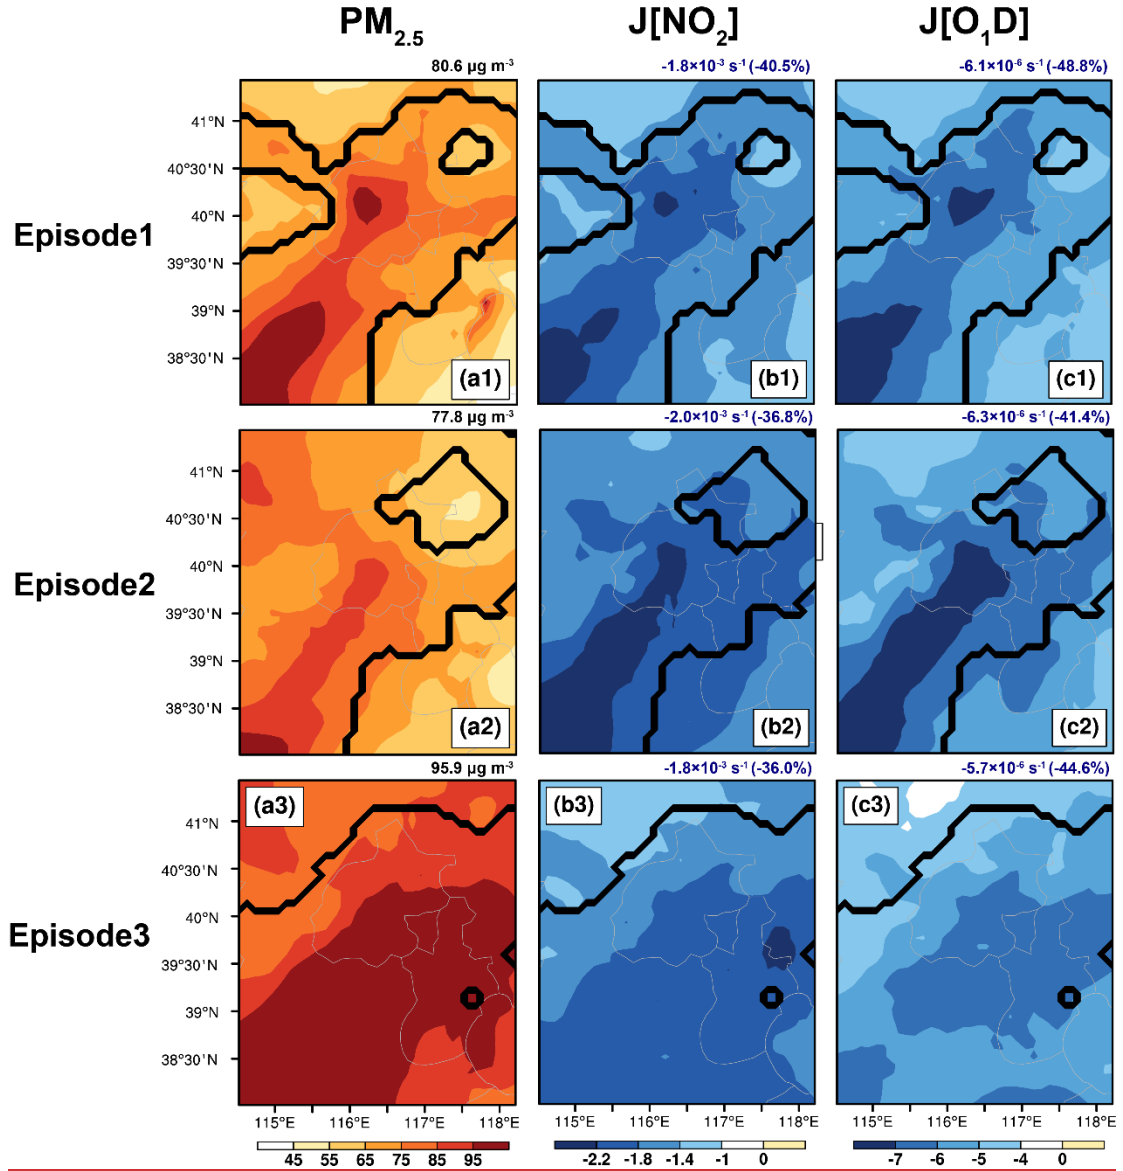 PM2.5 J[NO2] J[O1D]
80.6 µg m-3 -1.8×10-3 s-1 (-40.5%) -6.1×10-6 s-1 (-48.8%)
Episode1
41°N
40°30'N
40°N
39°30'N
39°N
38°30'N
(a1) (b1) (c1)
77.8 µg m-3 -2.0×10-3 s-1 (-36.8%) -6.3×10-6 s-1 (-41.4%)
Episode2
41°N
40°30'N
40°N
39°30'N
39°N
38°30'N
(a2) (b2) (c2)
95.9 µg m-3 -1.8×10-3 s-1 (-36.0%) -5.7×10-6 s-1 (-44.6%)
(a3) (b3) (c3)
Episode3
41°N
40°30'N
40°N
39°30'N
39°N
38°30'N
115°E 116°E 117°E 118°E 115°E 116°E 117°E 118°E 115°E 116°E 117°E 118°E
45 55 65 75 85 95 -2.2 -1.8 -1.4 -1 0 -7 -6 -5 -4 0